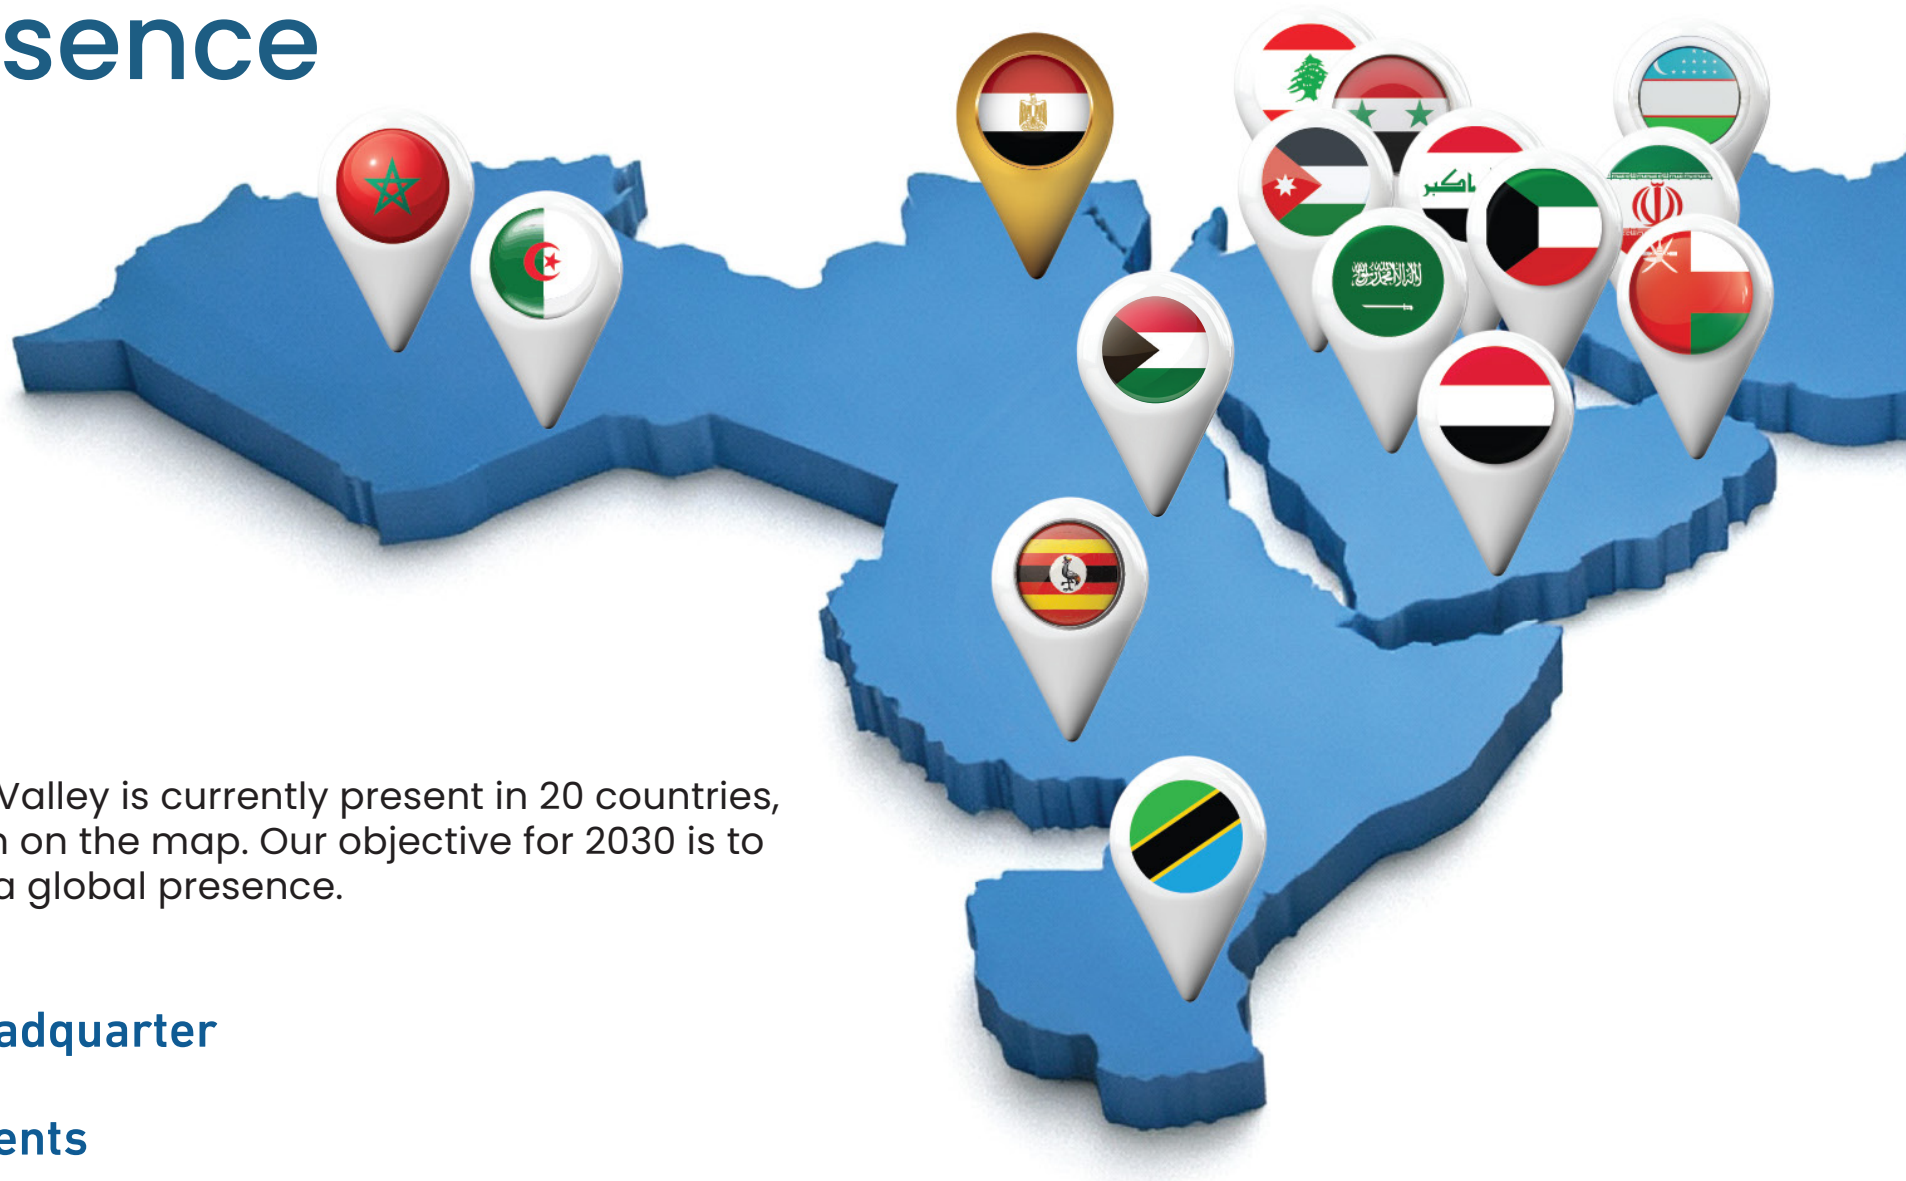 sence
Valley is currently present in 20 countries,
n on the map. Our objective for 2030 is to
a global presence.
adquarter
ents